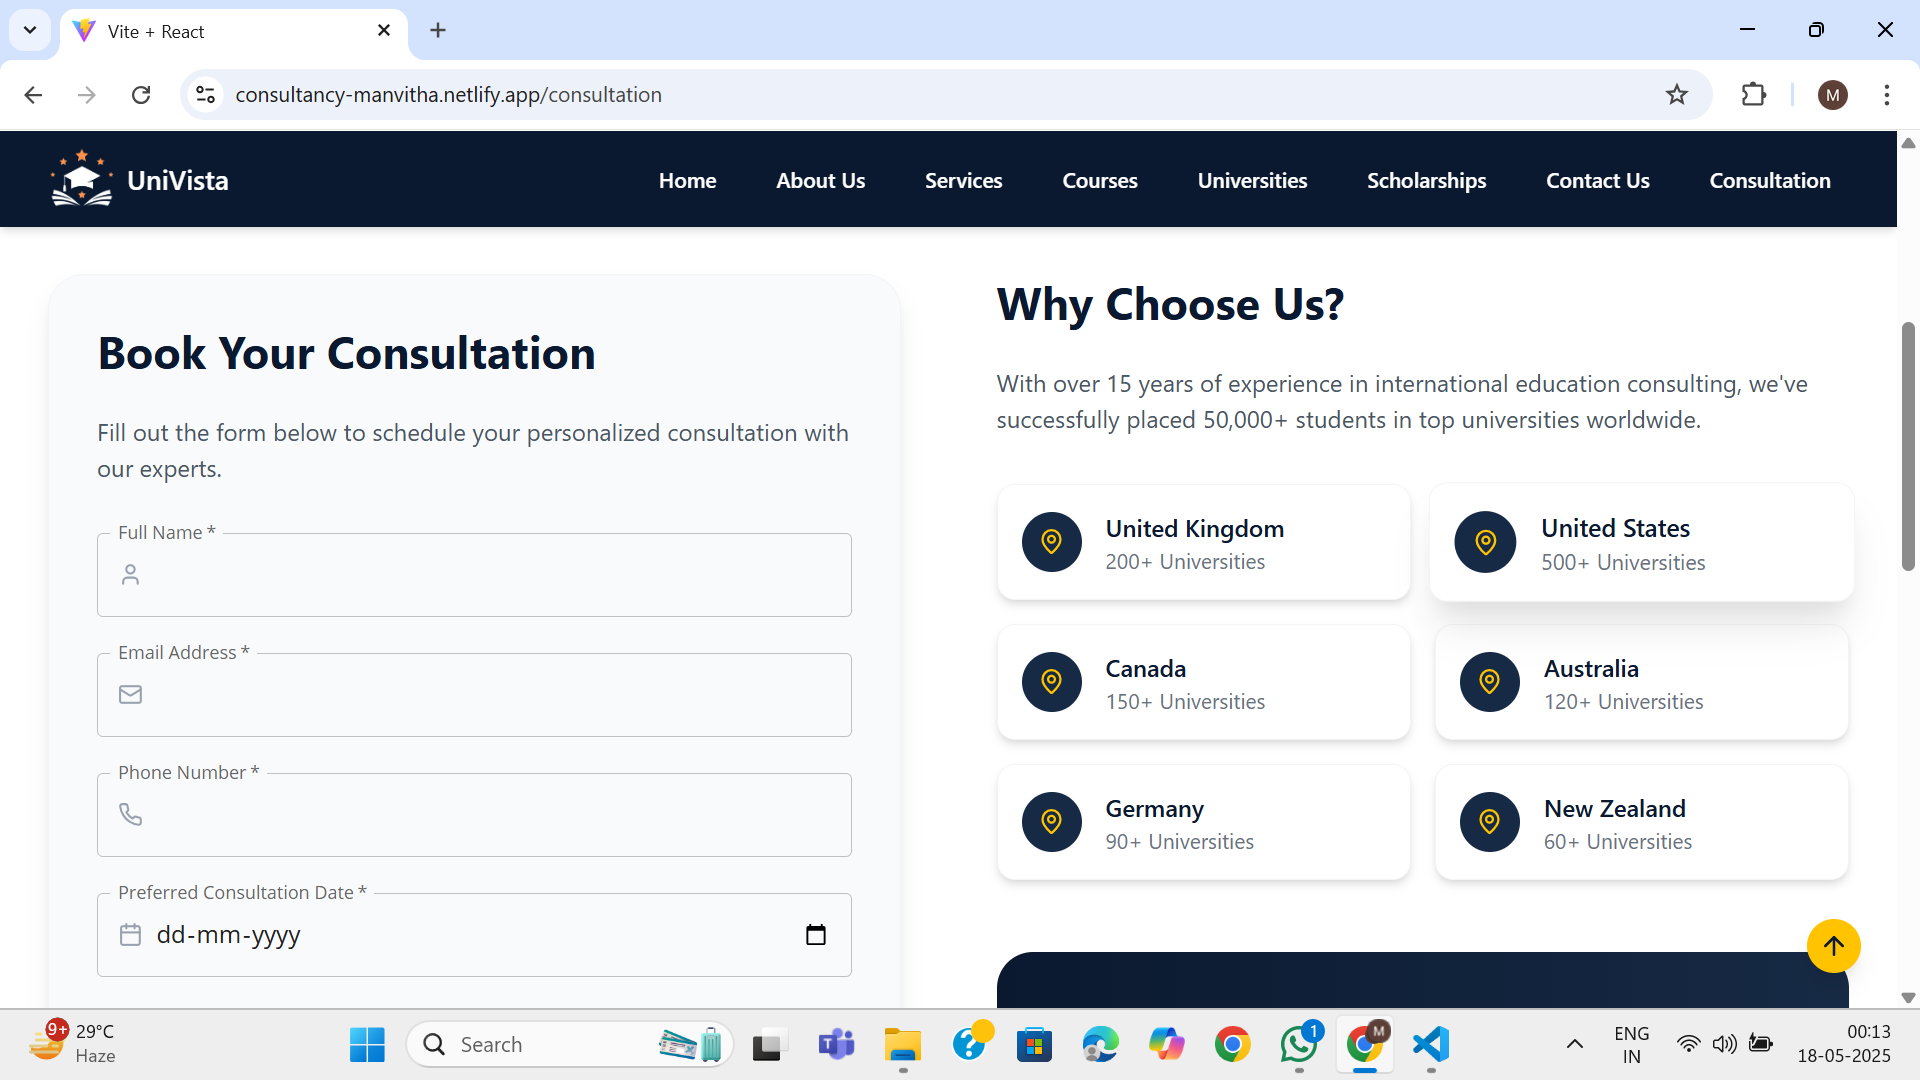 Vite + React
consultancy-manvitha.netlify.app/consultation
M
UniVista
Home
About Us
Services
Courses
Universities
Scholarships
Contact Us
Consultation
Book Your Consultation
Fill out the form below to schedule your personalized consultation with
our experts.
Full Name *
Email Address *
Phone Number *
Preferred Consultation Date *
dd-mm-yyyy
Why Choose Us?
With over 15 years of experience in international education consulting, we've
successfully placed 50,000+ students in top universities worldwide.
United Kingdom
200+ Universities
United States
500+ Universities
Canada
150+ Universities
Australia
120+ Universities
Germany
90+ Universities
New Zealand
60+ Universities
9+
29°C
Haze
Search
T
?
1
M
ENG
IN
00:13
18-05-2025